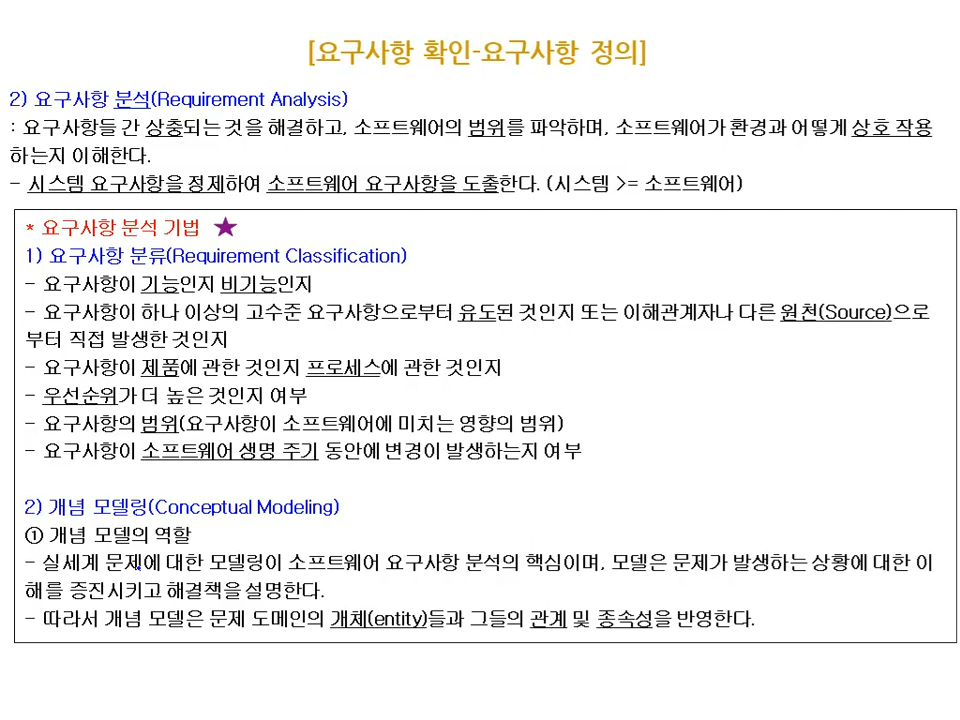 [요구사항 확인-요구사항 정의]
2) 요구사항 분석(Requirement Analysis)
: 요구사항들 간 상충되는 것을 해결하고, 소프트웨어의 범위를 파악하며, 소프트웨어가 환경과 어떻게 상호 작용
하는지 이해한다.
- 시스템 요구사항을 정제하여 소프트웨어 요구사항을 도출한다. (시스템 >= 소프트웨어)
* 요구사항 분석 기법 ★
1) 요구사항 분류(Requirement Classification)
- 요구사항이 기능인지 비기능인지
- 요구사항이 하나 이상의 고수준 요구사항으로부터 유도된 것인지 또는 이해관계자나 다른 원천(Source)으로
부터 직접 발생한 것인지
- 요구사항이 제품에 관한 것인지 프로세스에 관한 것인지
- 우선순위가 더 높은 것인지 여부
- 요구사항의 범위(요구사항이 소프트웨어에 미치는 영향의 범위)
- 요구사항이 소프트웨어 생명 주기 동안에 변경이 발생하는지 여부
2) 개념 모델링(Conceptual Modeling)
① 개념 모델의 역할
- 실세계 문제에 대한 모델링이 소프트웨어 요구사항 분석의 핵심이며, 모델은 문제가 발생하는 상황에 대한 이
해를 증진시키고 해결책을 설명한다.
- 따라서 개념 모델은 문제 도메인의 개체(entity)들과 그들의 관계 및 종속성을 반영한다.